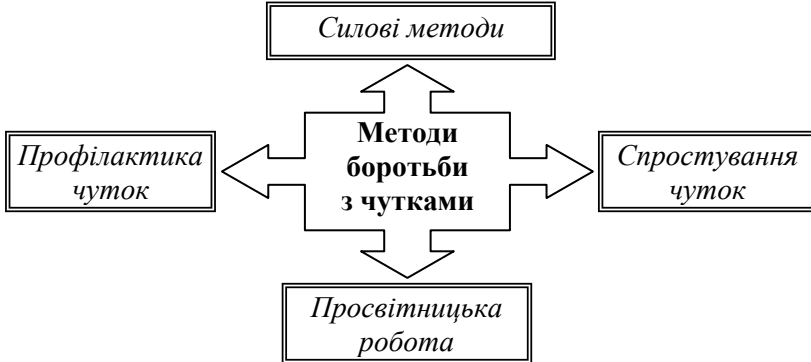 Силові методи
Профілактика
чуток
Методи
боротьби
з чутками
Спростування
чуток
Просвітницька
робота